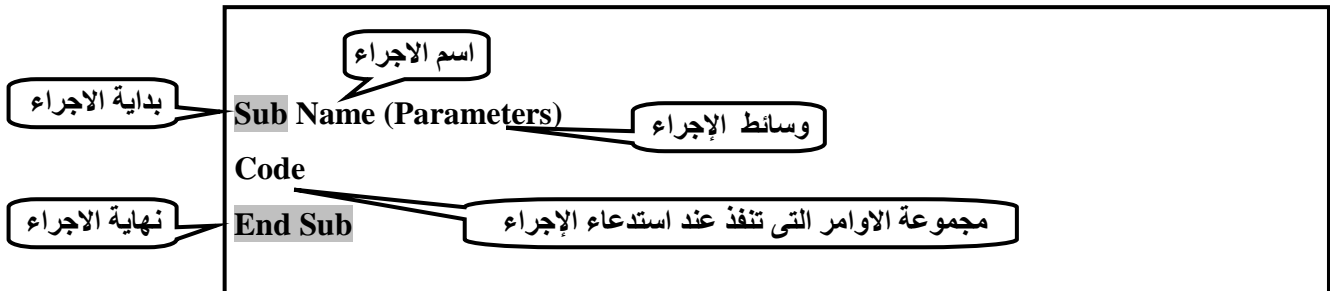 اسم الاجراء
بداية الاجراء
Sub Name (Parameters)
وسائط الإجراء
Code
نهاية الاجراء
End Sub
مجموعة الاوامر التى تنفذ عند استدعاء الإجراء